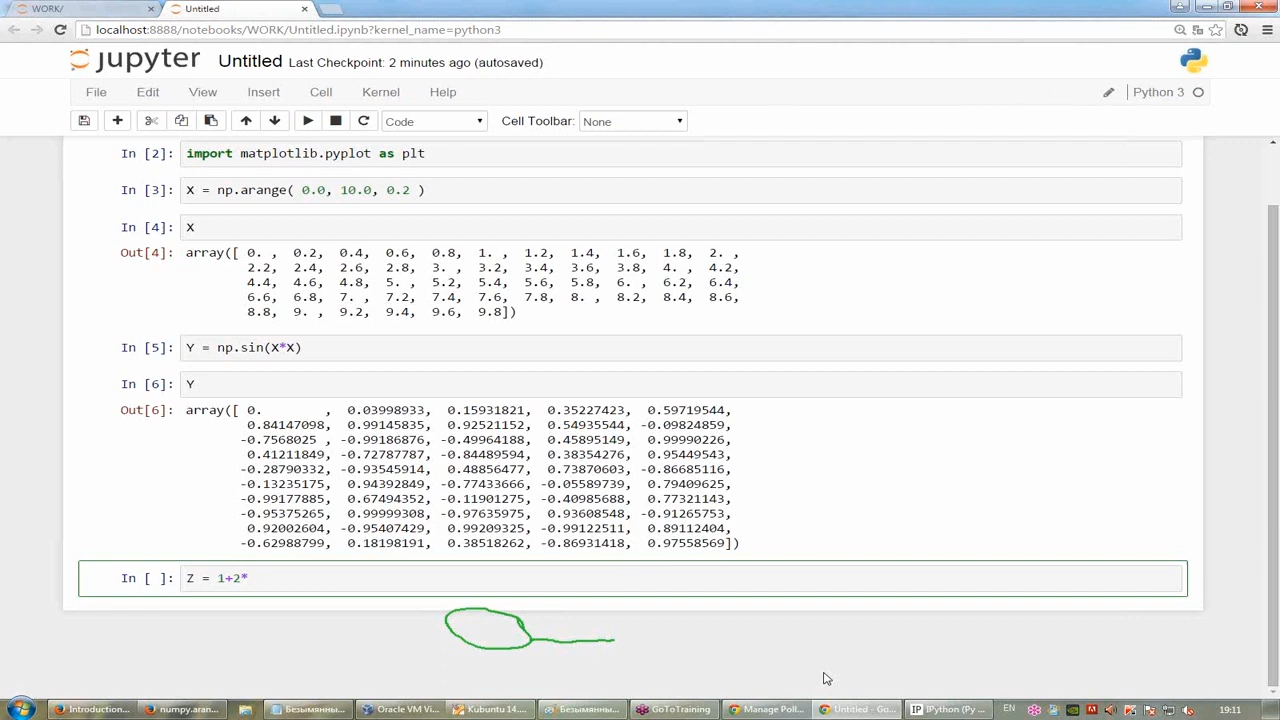 WORK/
Untitled
localhost:8888/notebooks/WORK/Untitled.ipynb?kernel_name=python3
jupyter Untitled Last Checkpoint: 2 minutes ago (autosaved)
File Edit View Insert Cell Kernel Help Python 3
Code Cell Toolbar: None
In [2]: import matplotlib.pyplot as plt
In [3]: X = np.arange( 0.0, 10.0, 0.2 )
In [4]: X
Out[4]: array([ 0. , 0.2, 0.4, 0.6, 0.8, 1. , 1.2, 1.4, 1.6, 1.8, 2. ,
2.2, 2.4, 2.6, 2.8, 3. , 3.2, 3.4, 3.6, 3.8, 4. , 4.2,
4.4, 4.6, 4.8, 5. , 5.2, 5.4, 5.6, 5.8, 6. , 6.2, 6.4,
6.6, 6.8, 7. , 7.2, 7.4, 7.6, 7.8, 8. , 8.2, 8.4, 8.6,
8.8, 9. , 9.2, 9.4, 9.6, 9.8])
In [5]: Y = np.sin(X*X)
In [6]: Y
Out[6]: array([ 0. , 0.03998933, 0.15931821, 0.35227423, 0.59719544,
0.84147098, 0.99145835, 0.92521152, 0.54935544, -0.09824859,
-0.7568025 , -0.99186876, -0.49964188, 0.45895149, 0.99990226,
0.41211849, -0.72787787, -0.84489594, 0.38354276, 0.95449543,
-0.28790332, -0.93545914, 0.48856477, 0.73870603, -0.86685116,
-0.13235175, 0.94392849, -0.77433666, -0.05589739, 0.79409625,
-0.99177885, 0.67494352, -0.11901275, -0.40985688, 0.77321143,
-0.95375265, 0.99999308, -0.97635975, 0.93608548, -0.91265753,
0.92002604, -0.95407429, 0.99209325, -0.99122511, 0.89112404,
-0.62988799, 0.18198191, 0.38518262, -0.86931418, 0.97558569])
In [ ]: Z = 1+2*
Introduction... numpy.aran... Безымянны... Oracle VM Vi... Kubuntu 14.... Безымянны... GoToTraining Manage Poll... Untitled - Go... IPython (Py ... EN 19:11